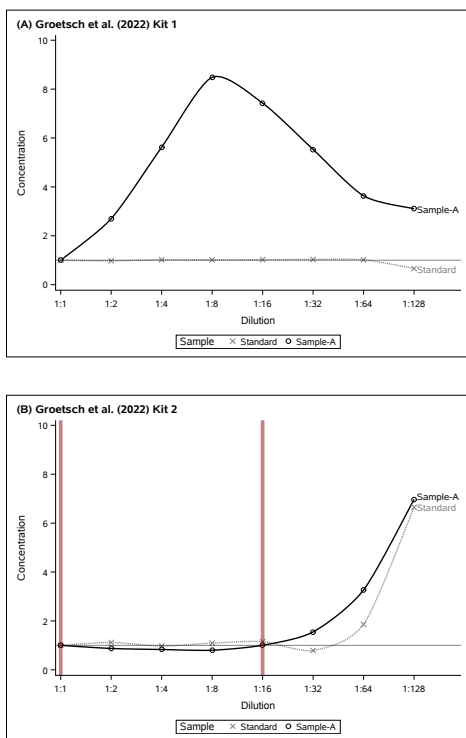 (A) Groetsch et al. (2022) Kit 1
10
8
6
4
2
0
Concentration
Sample-A
Standard
1:1 1:2 1:4 1:8 1:16 1:32 1:64 1:128
Dilution
Sample Standard Sample-A
(B) Groetsch et al. (2022) Kit 2
10
8
6
4
2
0
Concentration
Sample-A
Standard
1:1 1:2 1:4 1:8 1:16 1:32 1:64 1:128
Dilution
Sample Standard Sample-A